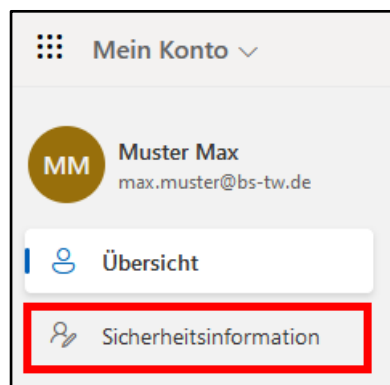 Mein Konto
MM
Muster Max
max.muster@bs-tw.de
Übersicht
Sicherheitsinformation